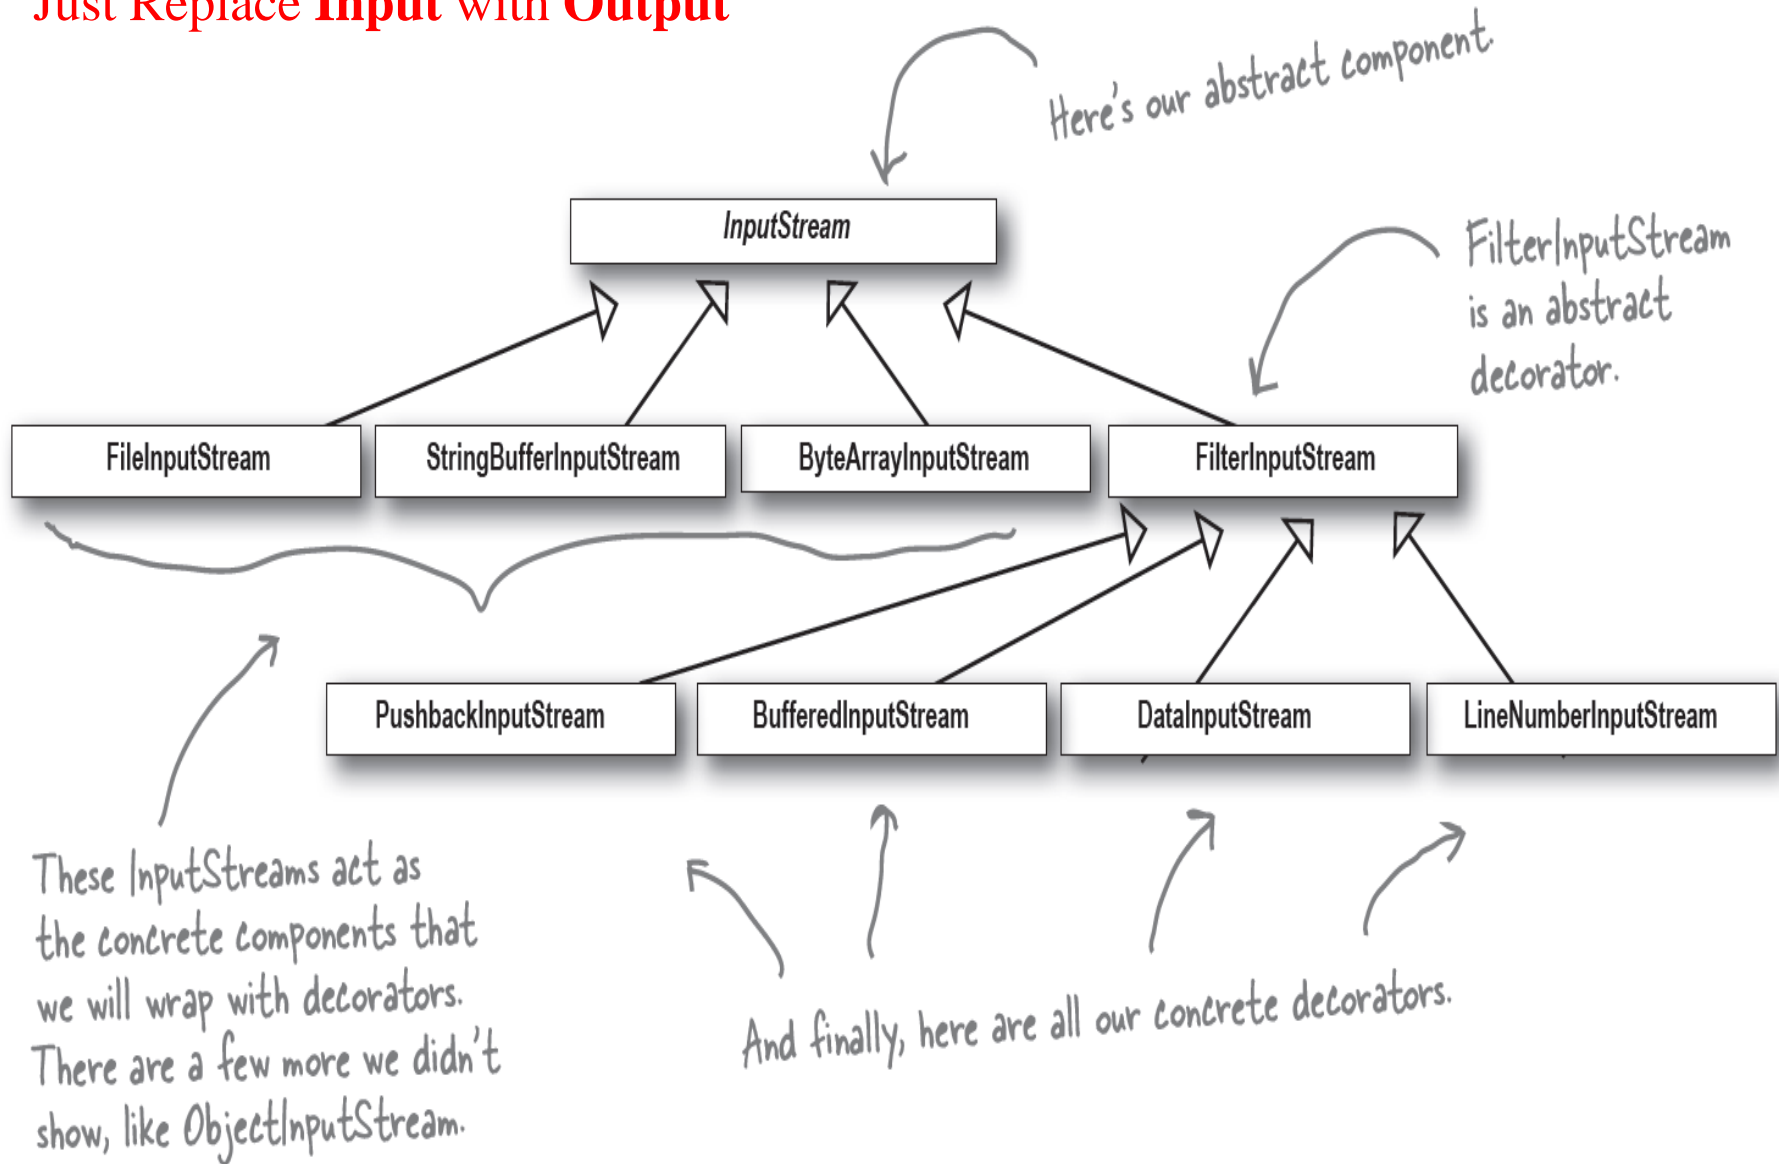 Just Replace Input with Output
Here's our abstract component.
InputStream
FilterInputStream
is an abstract
decorator.
FileInputStream
StringBufferInputStream
ByteArrayInputStream
FilterInputStream
PushbackInputStream
BufferedInputStream
DataInputStream
LineNumberInputStream
These InputStreams act as
the concrete components that
we will wrap with decorators.
There are a few more we didn't
show, like ObjectInputStream.
And finally, here are all our concrete decorators.